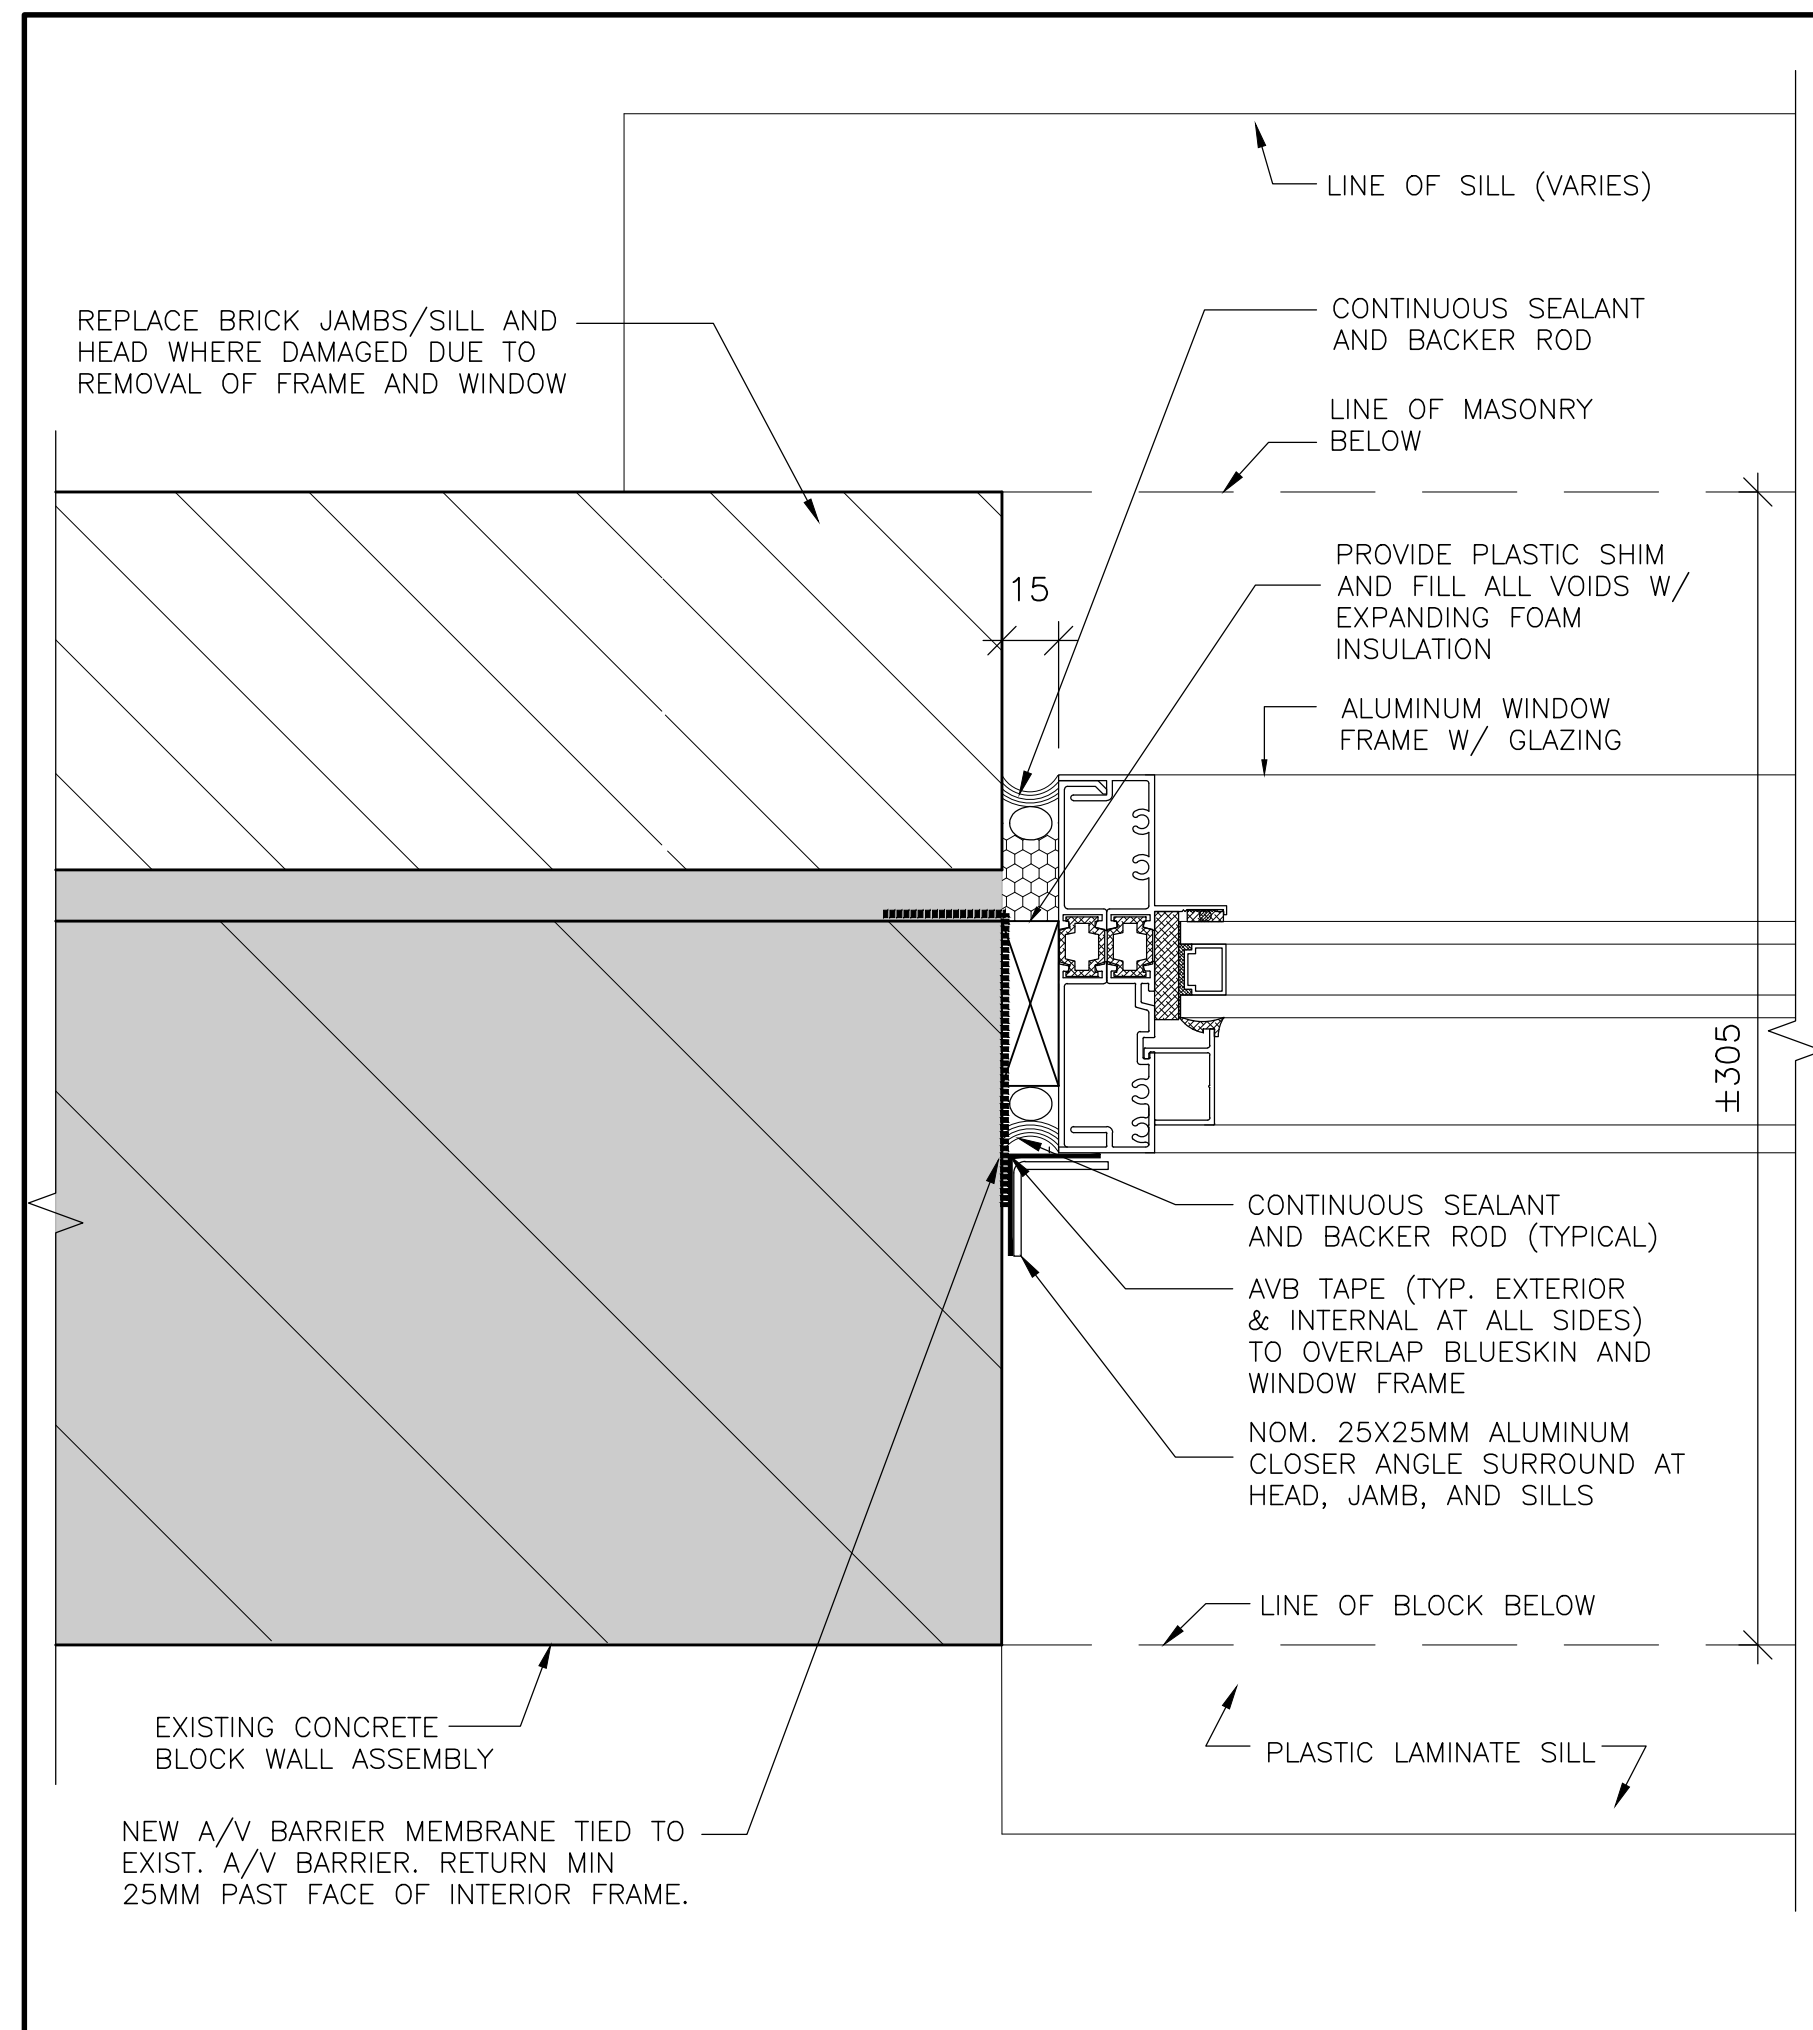 LINE OF SILL (VARIES)
REPLACE BRICK JAMBS/SILL AND
HEAD WHERE DAMAGED DUE TO
REMOVAL OF FRAME AND WINDOW
CONTINUOUS SEALANT
AND BACKER ROD
LINE OF MASONRY
BELOW
PROVIDE PLASTIC SHIM
AND FILL ALL VOIDS W/
EXPANDING FOAM
INSULATION
15
ALUMINUM WINDOW
FRAME W/ GLAZING
±305
CONTINUOUS SEALANT
AND BACKER ROD (TYPICAL)
AVB TAPE (TYP. EXTERIOR
& INTERNAL AT ALL SIDES)
TO OVERLAP BLUESKIN AND
WINDOW FRAME
NOM. 25X25MM ALUMINUM
CLOSER ANGLE SURROUND AT
HEAD, JAMB, AND SILLS
LINE OF BLOCK BELOW
EXISTING CONCRETE
BLOCK WALL ASSEMBLY
PLASTIC LAMINATE SILL
NEW A/V BARRIER MEMBRANE TIED TO
EXIST. A/V BARRIER. RETURN MIN
25MM PAST FACE OF INTERIOR FRAME.